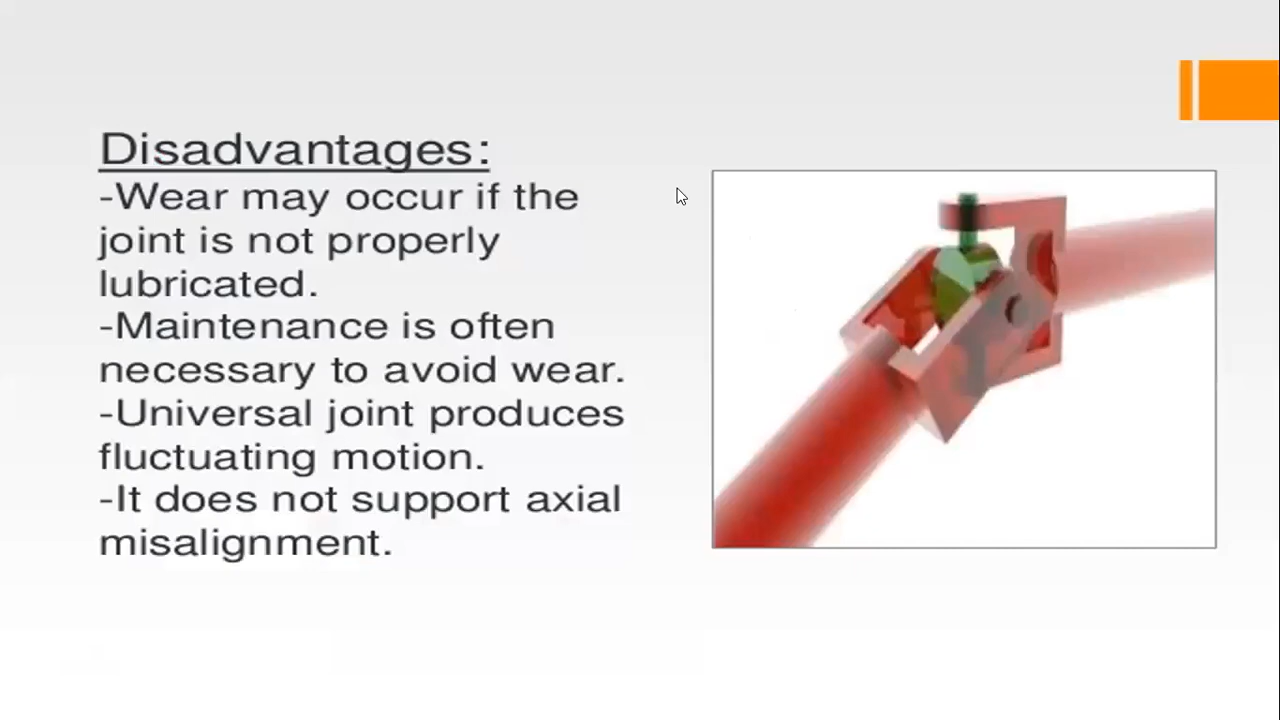 Disadvantages:
-Wear may occur if the
joint is not properly
lubricated.
-Maintenance is often
necessary to avoid wear.
-Universal joint produces
fluctuating motion.
-It does not support axial
misalignment.